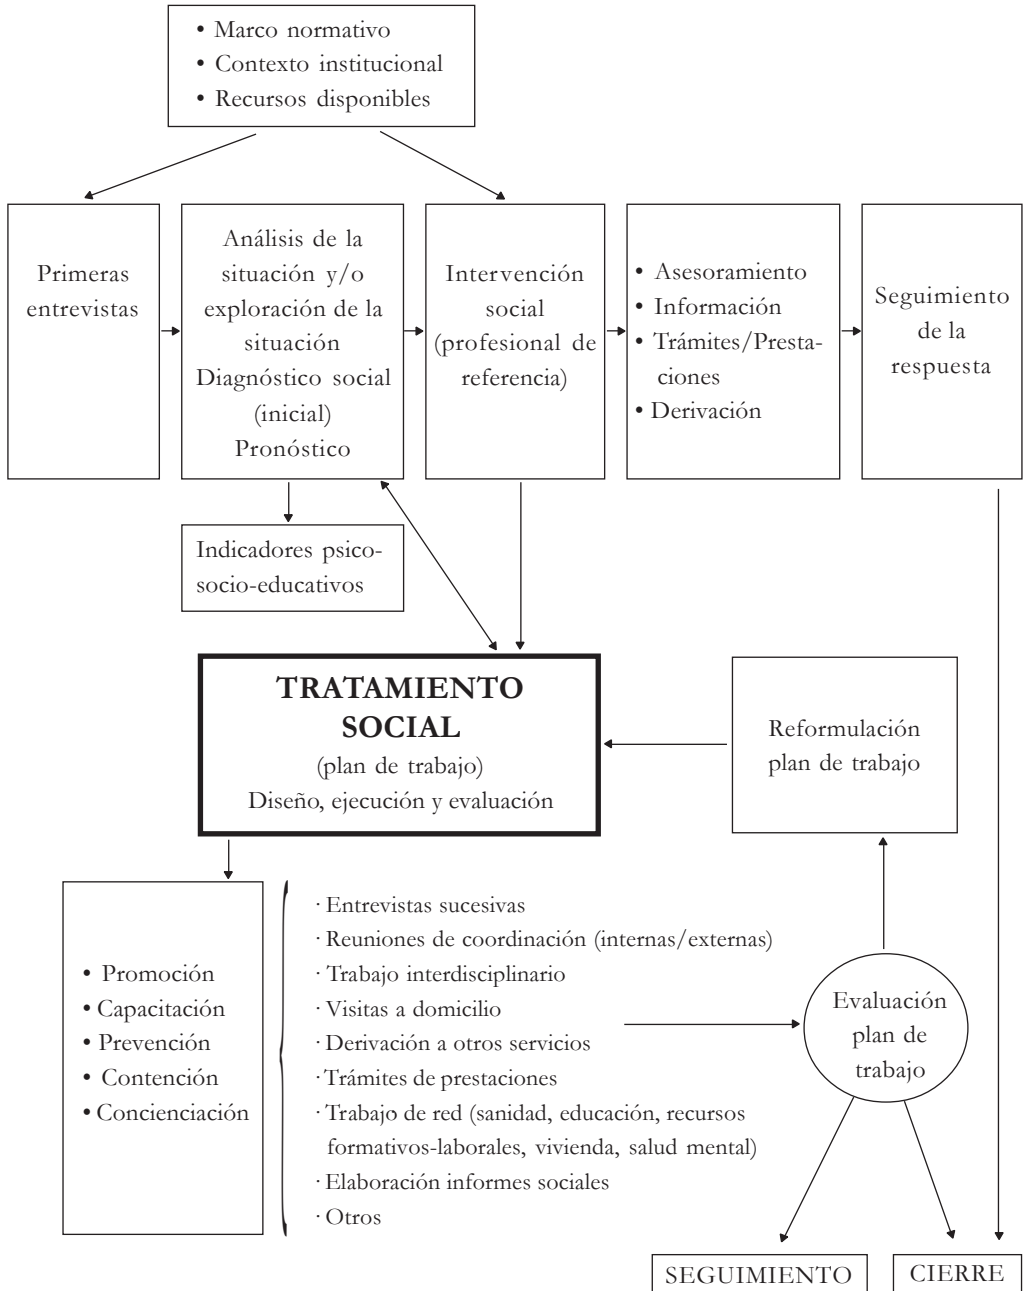 • Marco normativo
• Contexto institucional
• Recursos disponibles
Primeras
entrevistas
Análisis de la
situación y/o
exploración de la
situación
Diagnóstico social
(inicial)
Pronóstico
Intervención
social
(profesional de
referencia)
• Asesoramiento
• Información
• Trámites/Presta-
ciones
• Derivación
Seguimiento
de la
respuesta
Indicadores psico-
socio-educativos
TRATAMIENTO
SOCIAL
(plan de trabajo)
Diseño, ejecución y evaluación
Reformulación
plan de trabajo
• Promoción
• Capacitación
• Prevención
• Contención
• Concienciación
· Entrevistas sucesivas
· Reuniones de coordinación (internas/externas)
· Trabajo interdisciplinario
· Visitas a domicilio
· Derivación a otros servicios
· Trámites de prestaciones
· Trabajo de red (sanidad, educación, recursos
formativos-laborales, vivienda, salud mental)
· Elaboración informes sociales
· Otros
Evaluación
plan de
trabajo
SEGUIMIENTO
CIERRE